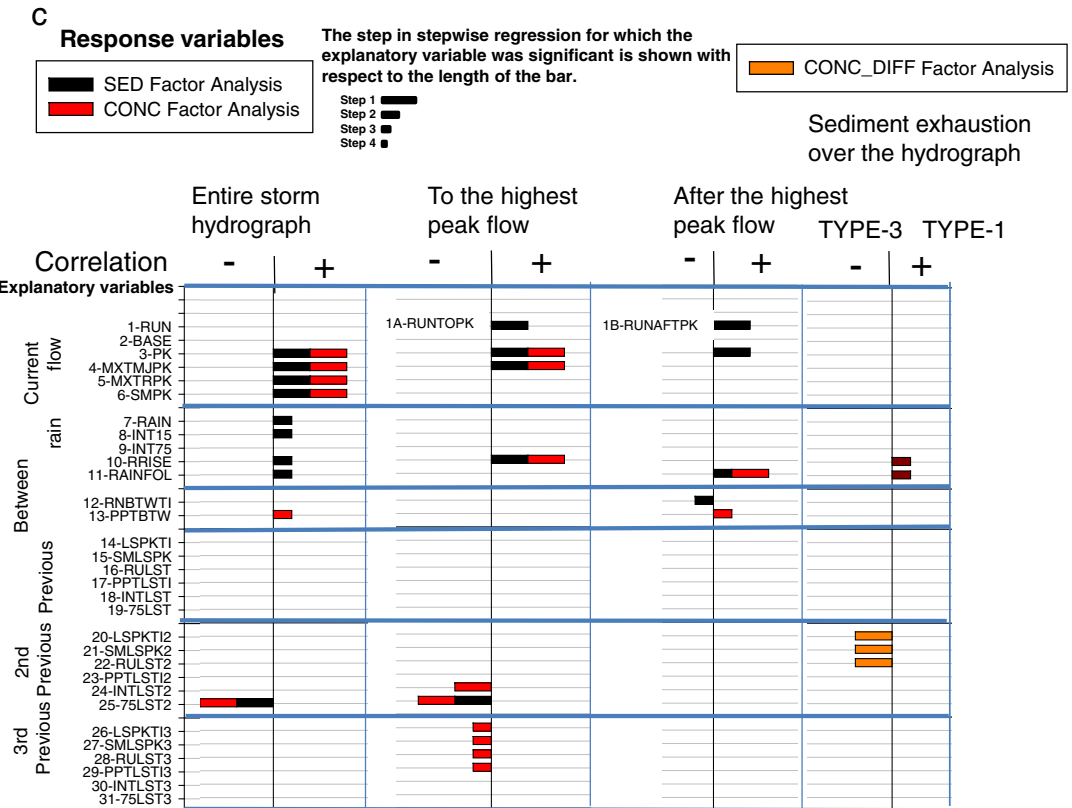 C
Response variables
SED Factor Analysis
CONC Factor Analysis
The step in stepwise regression for which the
explanatory variable was significant is shown with
respect to the length of the bar.
Step 1
Step 2
Step 3
Step 4
CONC_DIFF Factor Analysis
Sediment exhaustion
over the hydrograph
Entire storm
hydrograph
To the highest
peak flow
After the highest
peak flow
TYPE-3 TYPE-1
Correlation - + - + - + - +
Explanatory variables
Current
flow
1-RUN
1A-RUNTOPK
1B-RUNAFTPK
2-BASE
3-PK
4-MXTMJPK
5-MXTRPK
6-SMPK
rain
7-RAIN
8-INT15
9-INT75
10-RRISE
11-RAINFOL
Between
12-RNBTWTI
13-PPTBTW
Previous
14-LSPKTI
15-SMLSPK
16-RULST
17-PPTLSTI
18-INTLST
19-75LST
2nd
Previous
20-LSPKTI2
21-SMLSPK2
22-RULST2
23-PPTLSTI2
24-INTLST2
25-75LST2
3rd
Previous
26-LSPKTI3
27-SMLSPK3
28-RULST3
29-PPTLSTI3
30-INTLST3
31-75LST3